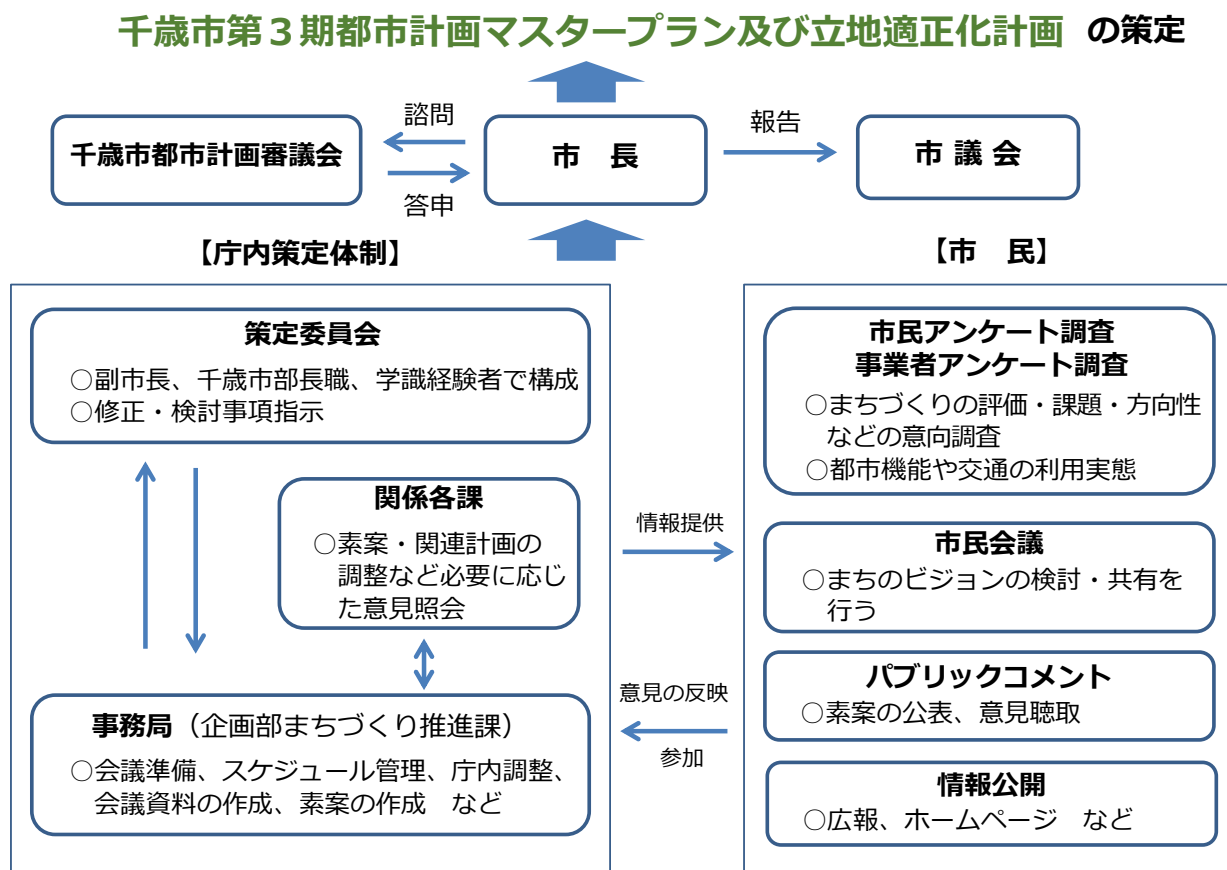 千歳市第３期都市計画マスタープラン及び立地適正化計画 の策定
諮問
報告
千歳市都市計画審議会
市　長
市 議 会
答申
【庁内策定体制】
【市　民】
策定委員会
○副市長、千歳市部長職、学識経験者で構成
○修正・検討事項指示
関係各課
○素案・関連計画の
調整など必要に応じ
た意見照会
事務局（企画部まちづくり推進課）
○会議準備、スケジュール管理、庁内調整、
会議資料の作成、素案の作成　など
情報提供
意見の反映
参加
市民アンケート調査
事業者アンケート調査
○まちづくりの評価・課題・方向性
などの意向調査
○都市機能や交通の利用実態
市民会議
○まちのビジョンの検討・共有を
行う
パブリックコメント
○素案の公表、意見聴取
情報公開
○広報、ホームページ　など